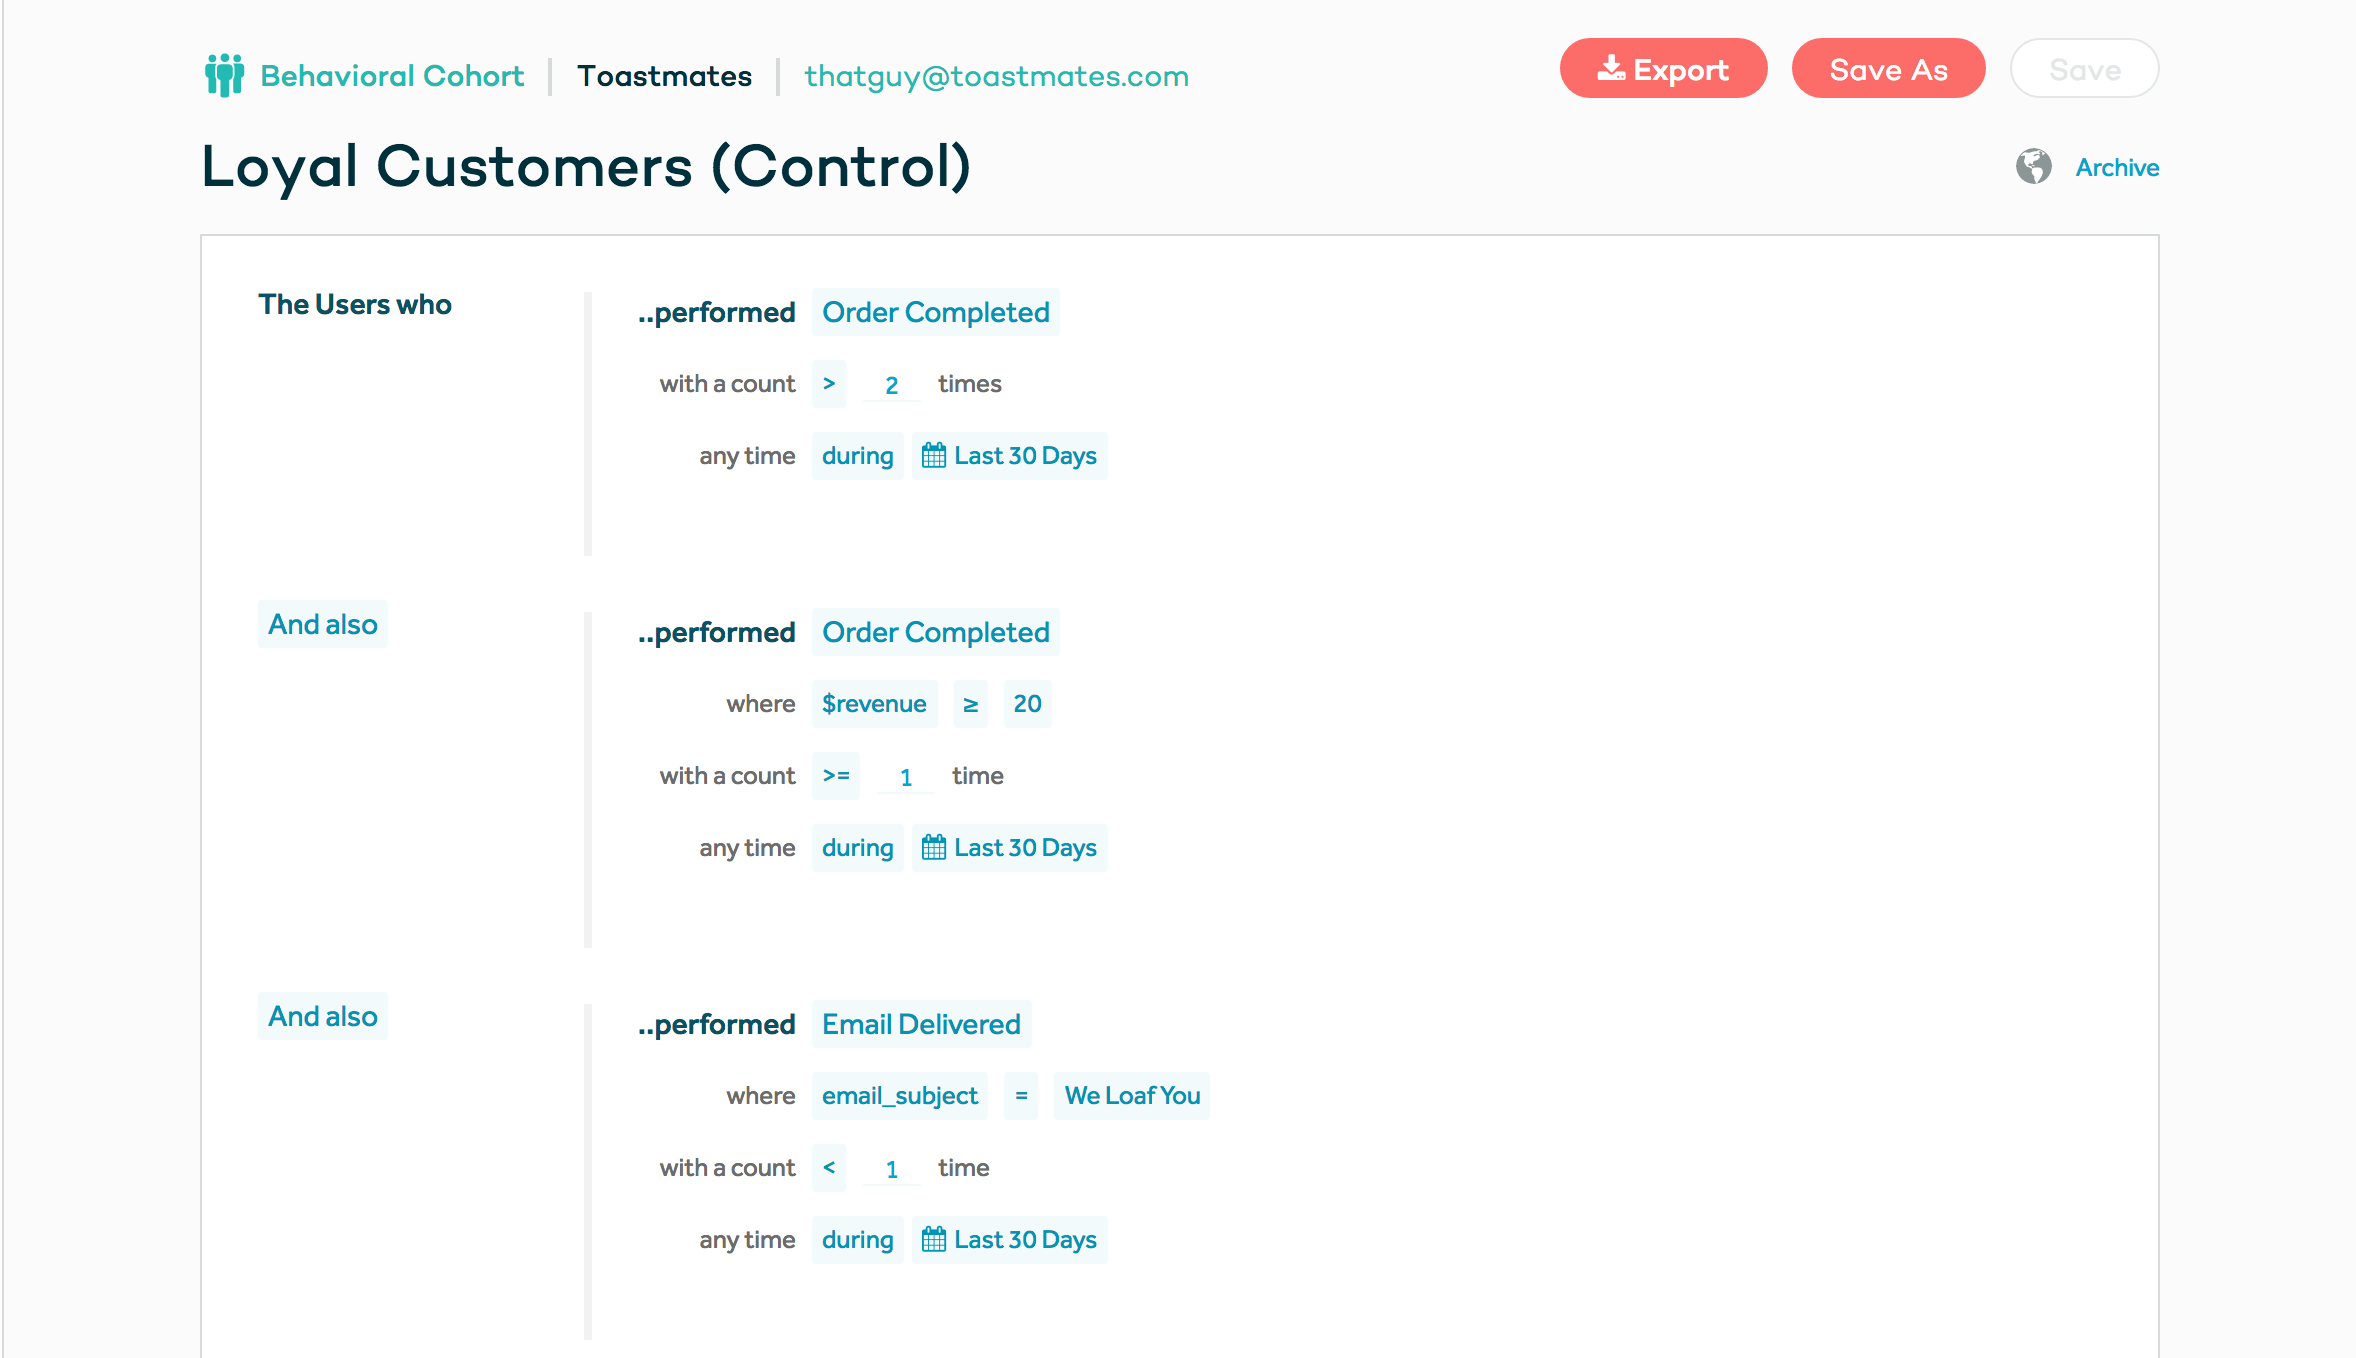 Behavioral Cohort | Toastmates | thatguy@toastmates.com
Export Save As Save
Loyal Customers (Control)
Archive
The Users who ..performed Order Completed
with a count > 2 times
any time during Last 30 Days
And also ..performed Order Completed
where $revenue ≥ 20
with a count >= 1 time
any time during Last 30 Days
And also ..performed Email Delivered
where email_subject = We Loaf You
with a count < 1 time
any time during Last 30 Days